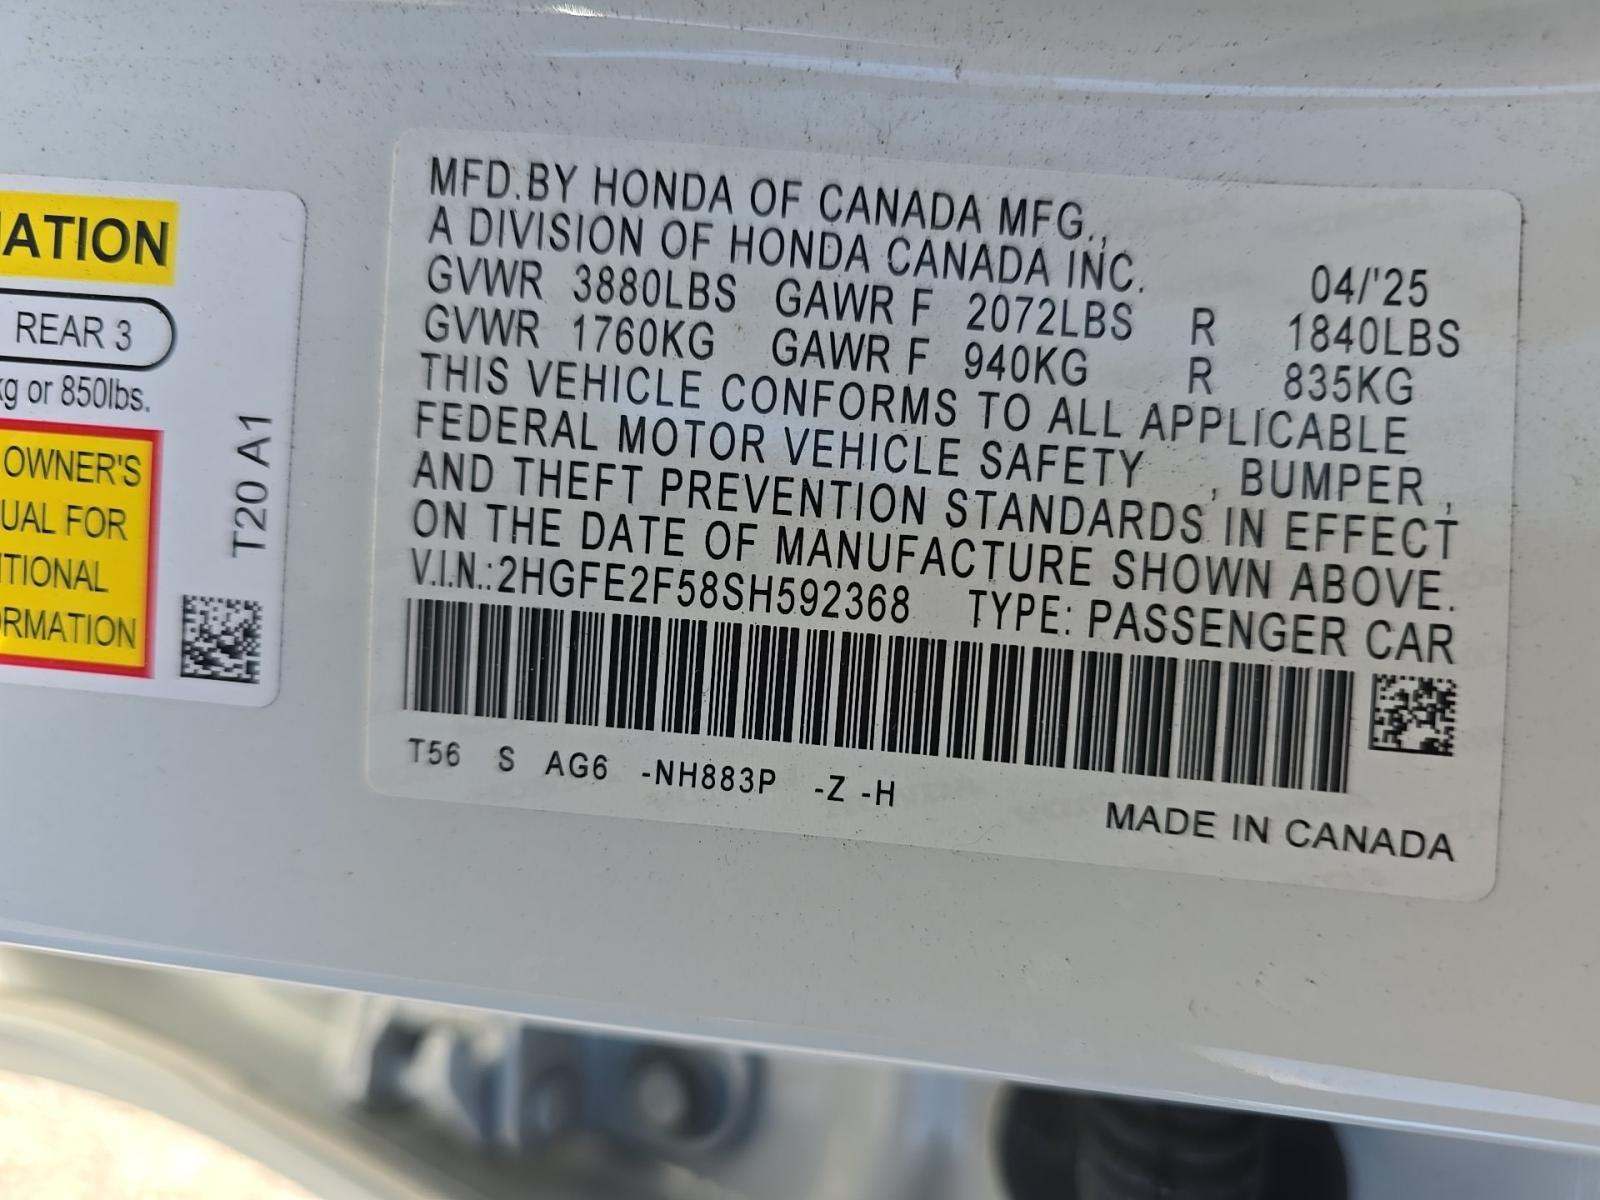 MATION
REAR 3
kg or 850lbs.
OWNER'S
UAL FOR
ITIONAL
ORMATION
T20 A1
MFD.BY HONDA OF CANADA MFG.,
A DIVISION OF HONDA CANADA INC. 04/'25
GVWR 3880LBS GAWR F 2072LBS R 1840LBS
GVWR 1760KG GAWR F 940KG R 835KG
THIS VEHICLE CONFORMS TO ALL APPLICABLE
FEDERAL MOTOR VEHICLE SAFETY , BUMPER ,
AND THEFT PREVENTION STANDARDS IN EFFECT
ON THE DATE OF MANUFACTURE SHOWN ABOVE.
V.I.N.:2HGFE2F58SH592368 TYPE: PASSENGER CAR
T56 S AG6 -NH883P -Z -H
MADE IN CANADA